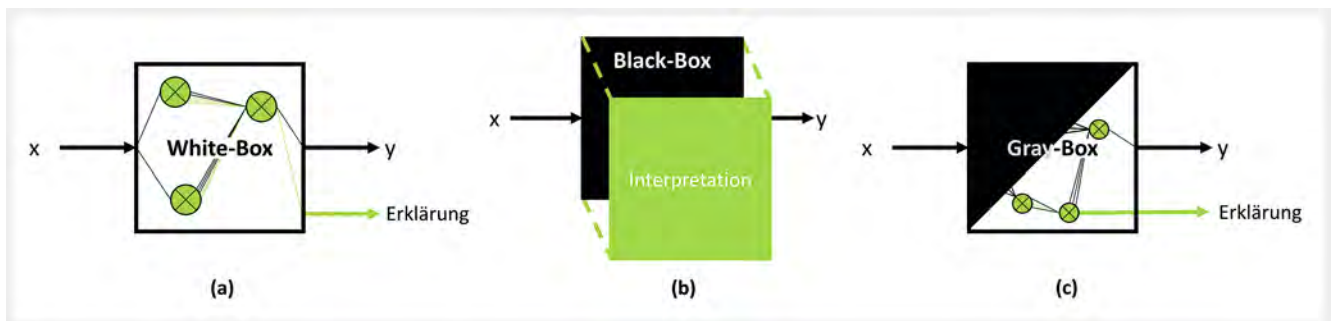 x
White-Box
y
Erklärung
(a)
Black-Box
x
y
Interpretation
(b)
x
Gray-Box
y
Erklärung
(c)